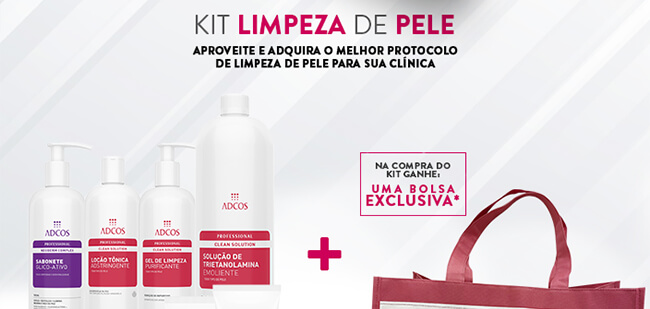 KIT LIMPEZA DE PELE
APROVEITE E ADQUIRA O MELHOR PROTOCOLO
DE LIMPEZA DE PELE PARA SUA CLÍNICA
NA COMPRA DO
KIT GANHE:
UMA BOLSA
EXCLUSIVA*
+
ADCOS
PROFESSIONAL
SABONETE
GLICO-ATIVO
ADCOS
PROFESSIONAL
CLEAN SOLUTION
LOÇÃO TÔNICA
ADSTRINGENTE
ADCOS
PROFESSIONAL
CLEAN SOLUTION
GEL DE LIMPEZA
PURIFICANTE
ADCOS
PROFESSIONAL
CLEAN SOLUTION
SOLUÇÃO DE
TRIETANOLAMINA
EMOLIENTE